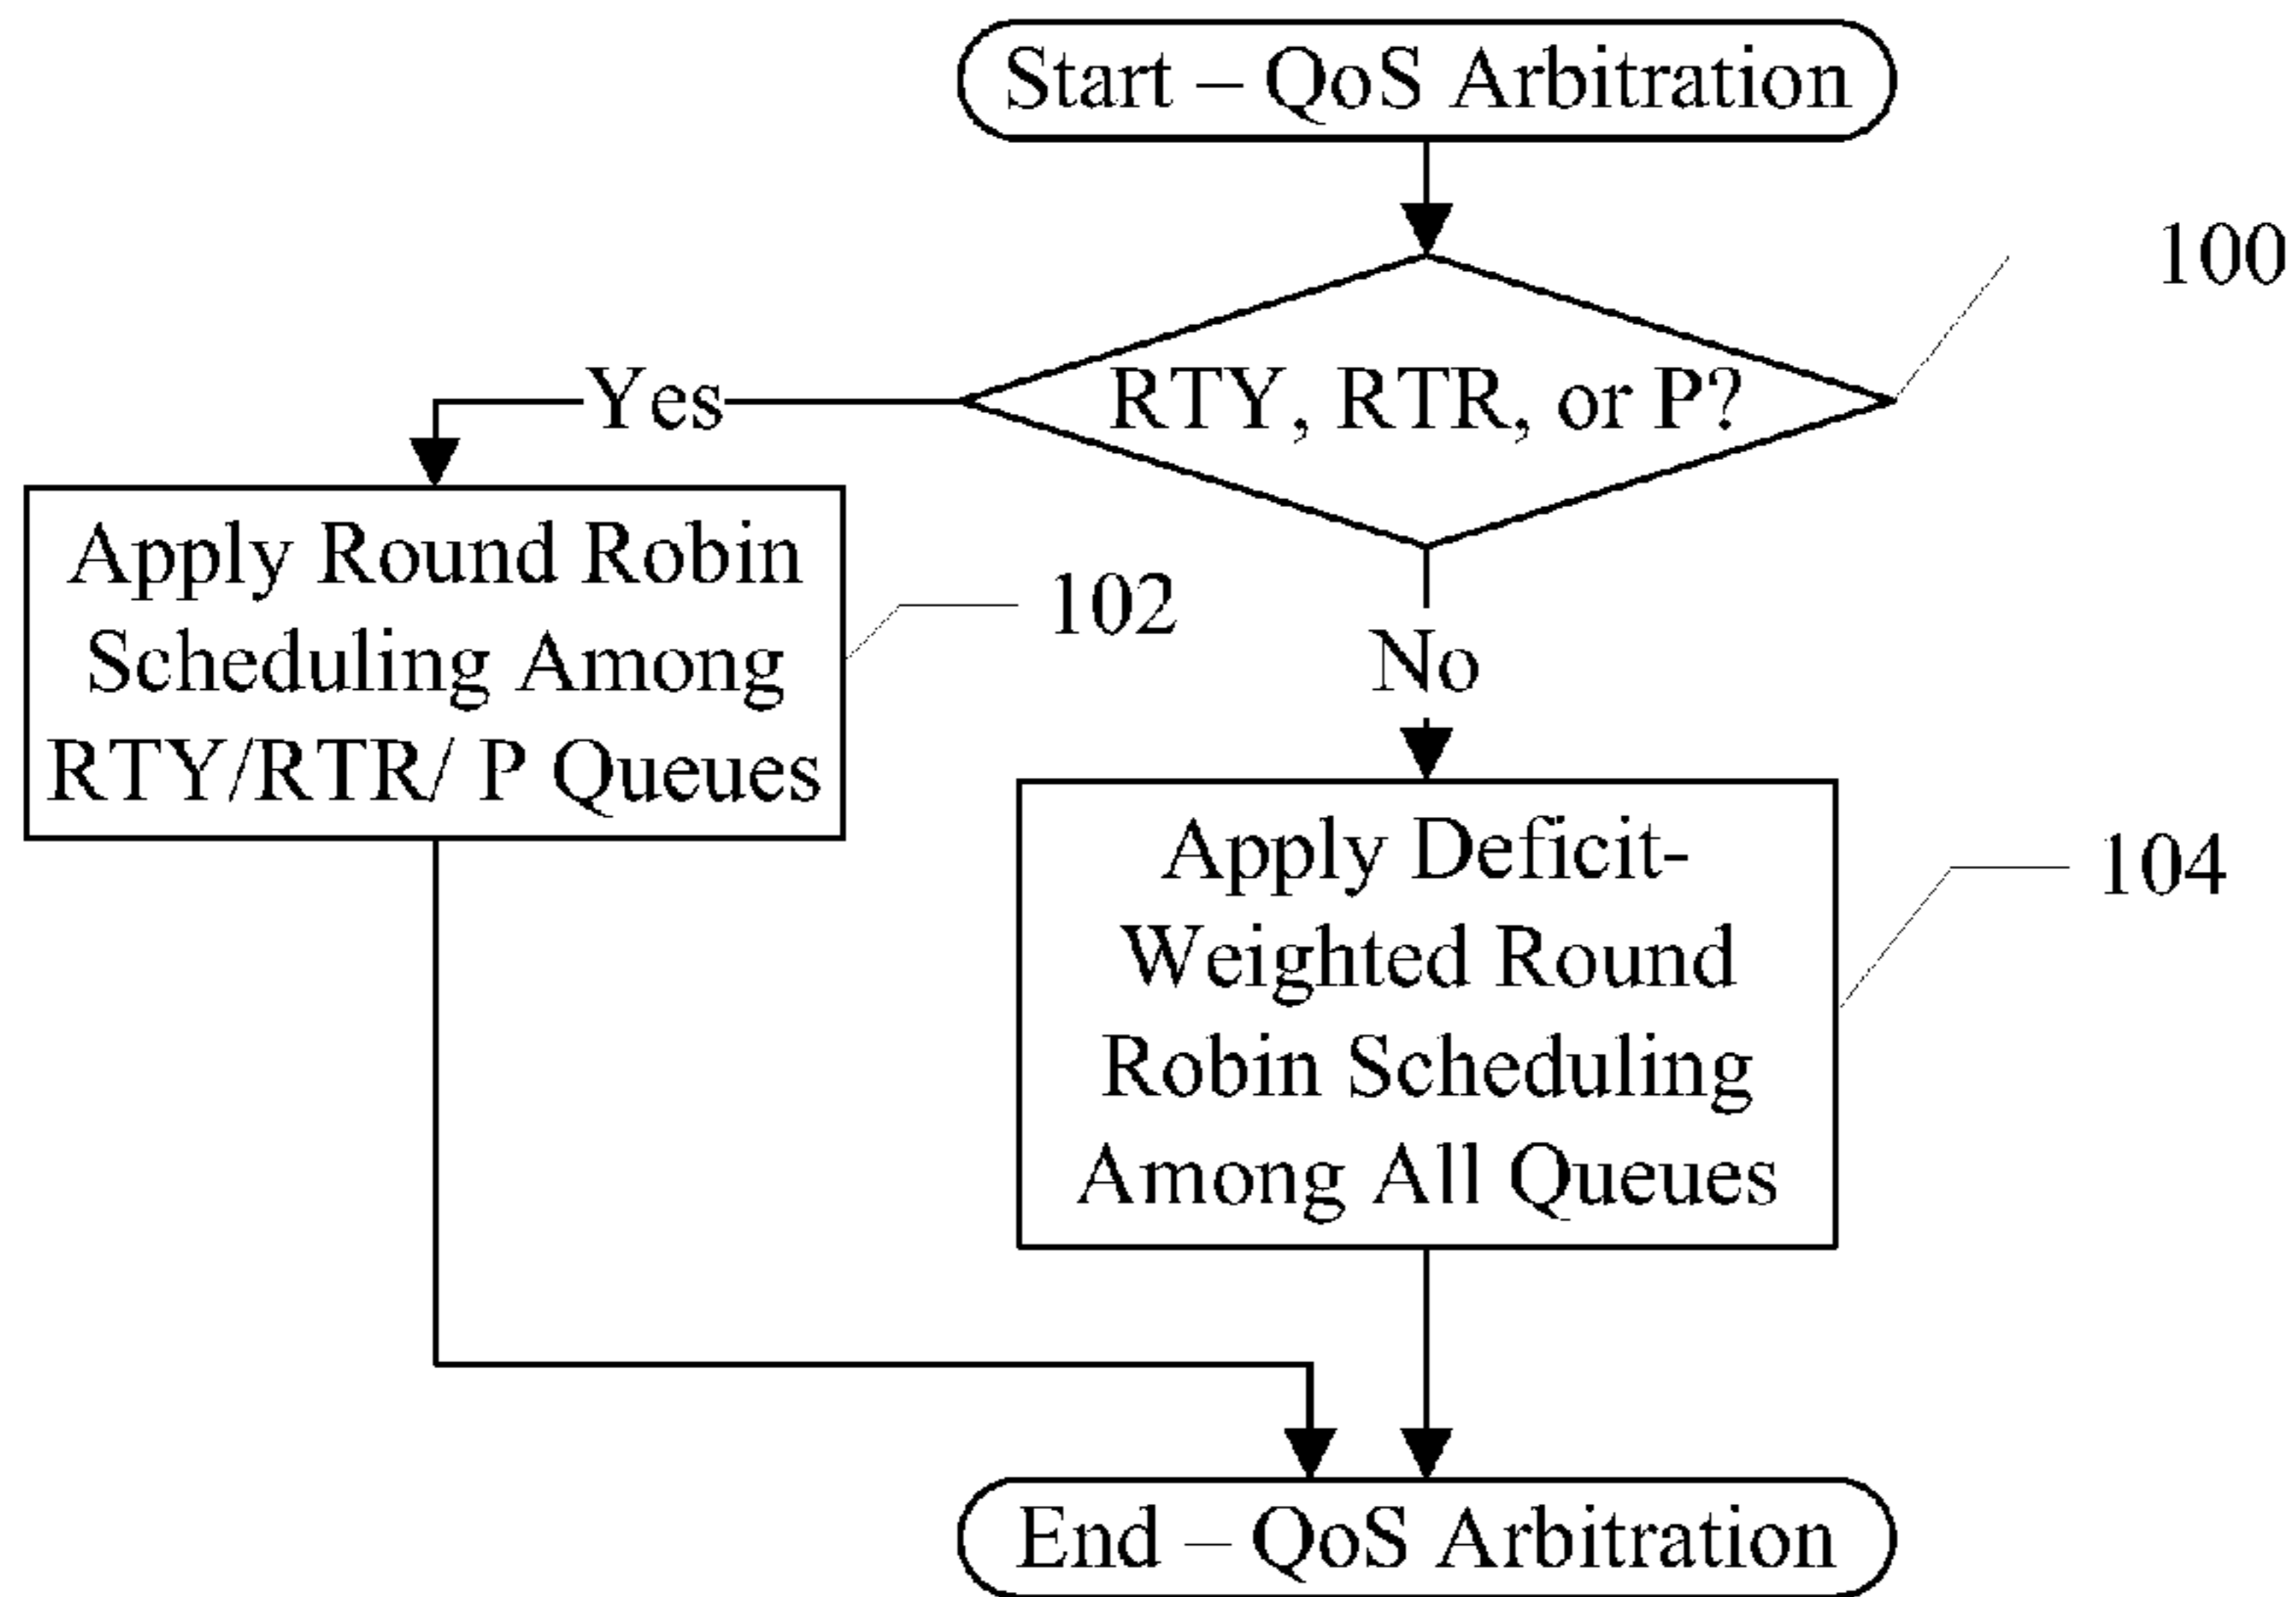 Start – QoS Arbitration
100
RTY, RTR, or P?
Yes
Apply Round Robin
Scheduling Among
RTY/RTR/ P Queues
102
No
Apply Deficit-
Weighted Round
Robin Scheduling
Among All Queues
104
End – QoS Arbitration